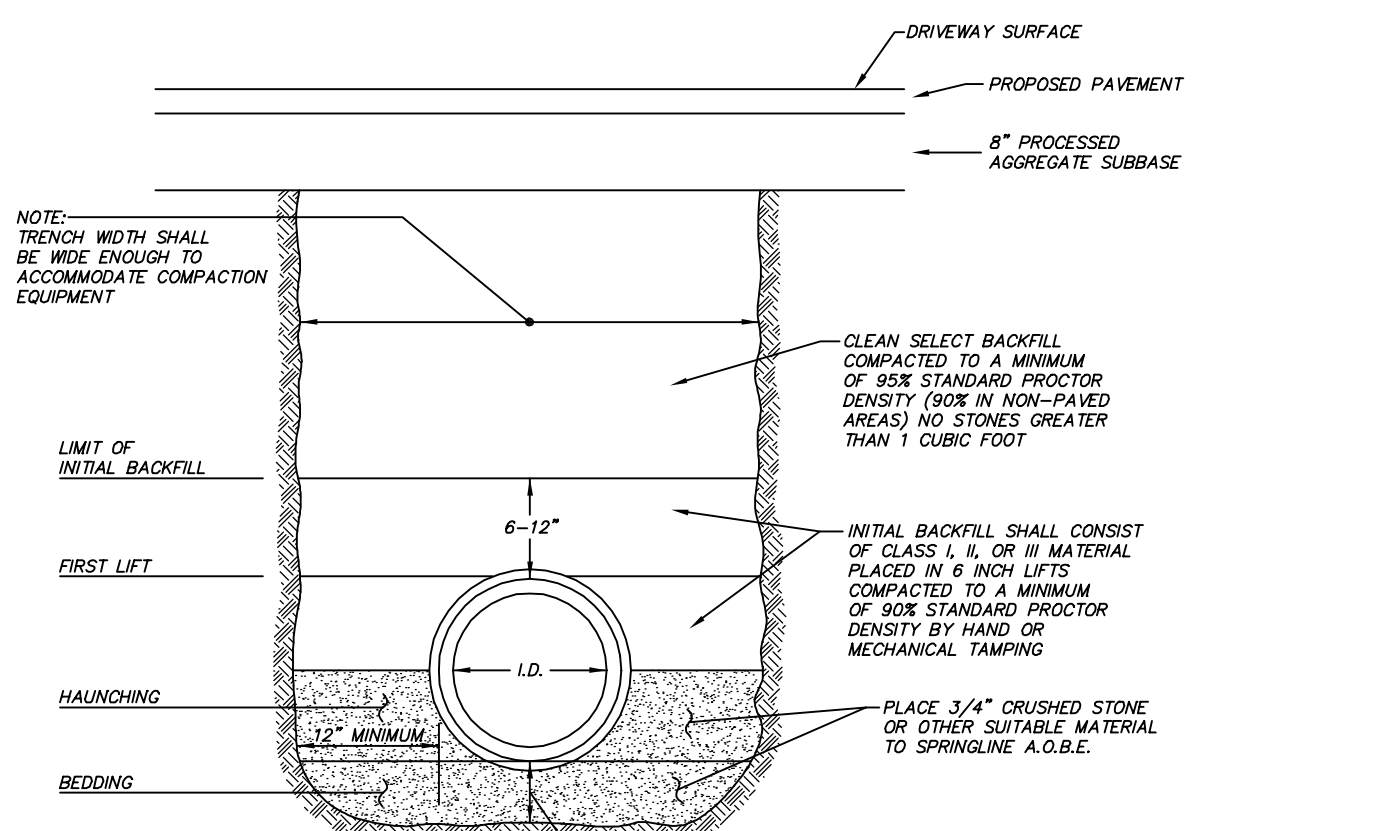 DRIVEWAY SURFACE
PROPOSED PAVEMENT
8" PROCESSED
AGGREGATE SUBBASE
NOTE:
TRENCH WIDTH SHALL
BE WIDE ENOUGH TO
ACCOMMODATE COMPACTION
EQUIPMENT
CLEAN SELECT BACKFILL
COMPACTED TO A MINIMUM
OF 95% STANDARD PROCTOR
DENSITY (90% IN NON-PAVED
AREAS) NO STONES GREATER
THAN 1 CUBIC FOOT
LIMIT OF
INITIAL BACKFILL
6-12"
INITIAL BACKFILL SHALL CONSIST
OF CLASS I, II, OR III MATERIAL
PLACED IN 6 INCH LIFTS
COMPACTED TO A MINIMUM
OF 90% STANDARD PROCTOR
DENSITY BY HAND OR
MECHANICAL TAMPING
FIRST LIFT
I.D.
HAUNCHING
12" MINIMUM
PLACE 3/4" CRUSHED STONE
OR OTHER SUITABLE MATERIAL
TO SPRINGLINE A.O.B.E.
BEDDING